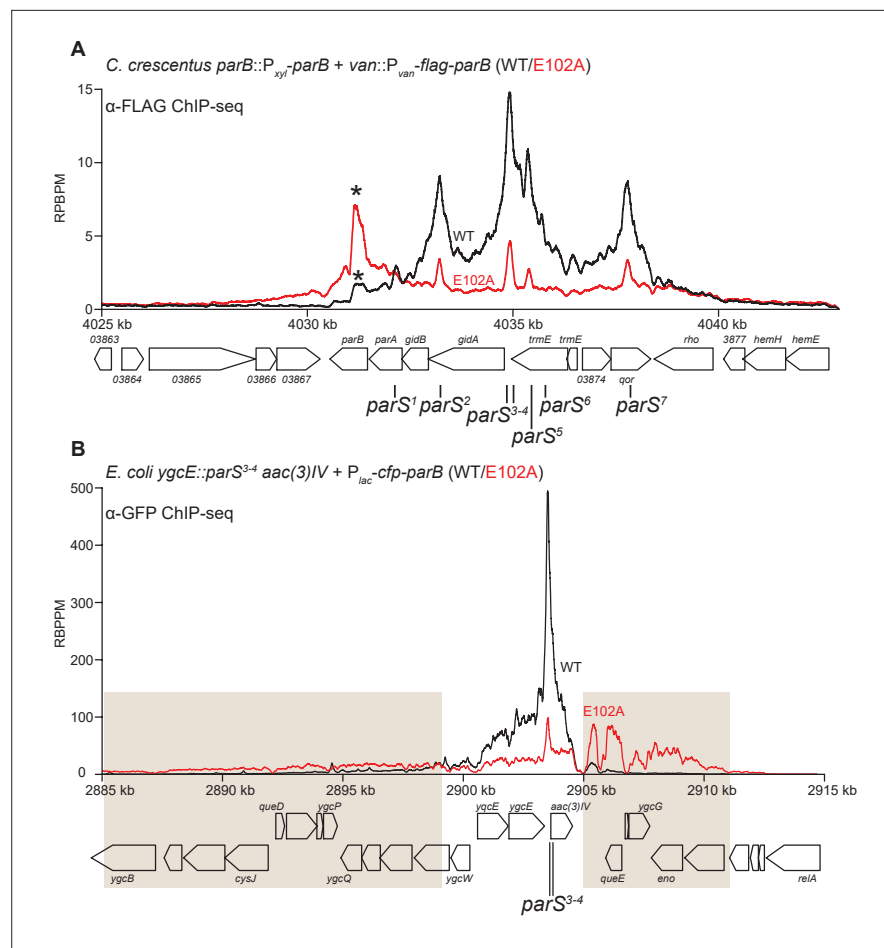 A
C. crescentus parB::Pxyl-parB + van::Pvan-flag-parB (WT/E102A)
α-FLAG ChIP-seq
15
10
5
0
RPBPM
*
*
WT
E102A
4025 kb
4030 kb
4035 kb
4040 kb
03863
03864
03865
03866
03867
parB
parA
gidB
gidA
trmE
trmE
03874
qor
rho
3877
hemH
hemE
parS1
parS2
parS3-4
parS5
parS6
parS7
B
E. coli ygcE::parS3-4 aac(3)IV + Plac-cfp-parB (WT/E102A)
α-GFP ChIP-seq
500
400
300
200
100
0
RBPPM
WT
E102A
2885 kb
2890 kb
2895 kb
2900 kb
2905 kb
2910 kb
2915 kb
queD
ygcP
yqcE
ygcE
aac(3)IV
ygcG
ygcB
cysJ
ygcQ
ygcW
queE
eno
relA
parS3-4